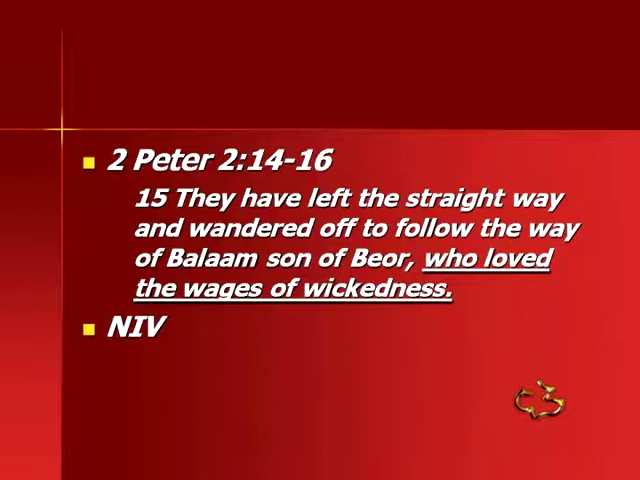 2 Peter 2:14-16
15 They have left the straight way
and wandered off to follow the way
of Balaam son of Beor, who loved
the wages of wickedness.
NIV